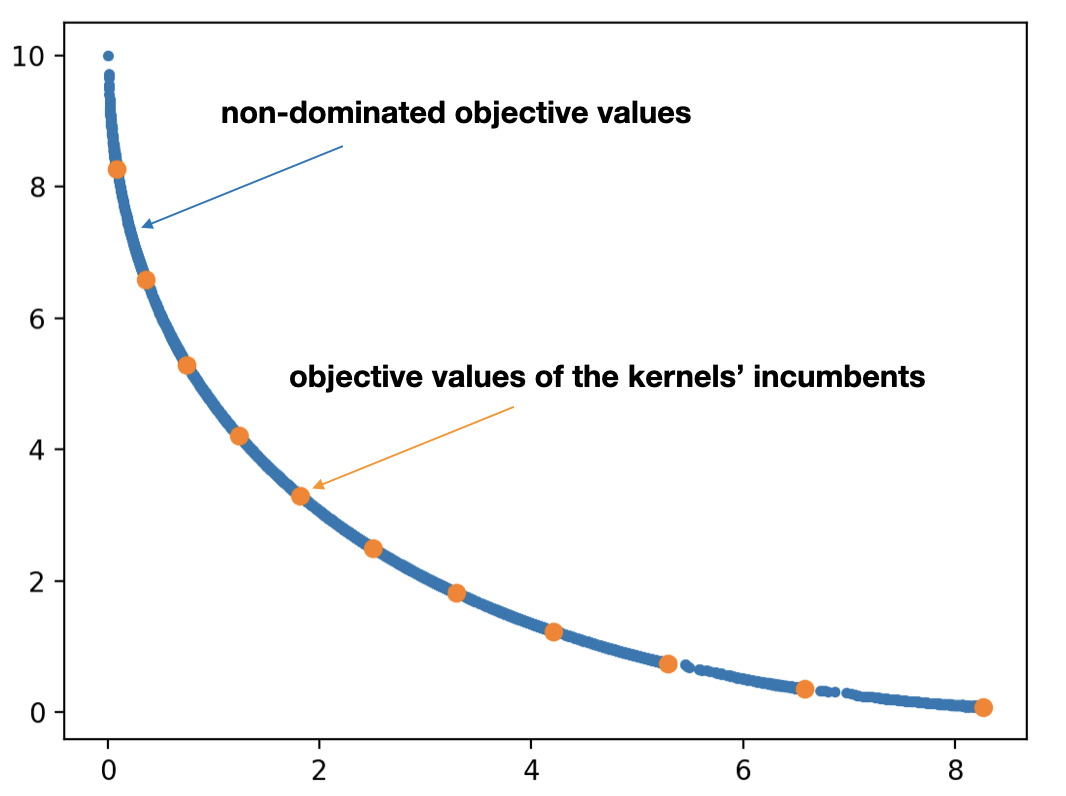 10
non-dominated objective values
8
6
objective values of the kernels’ incumbents
4
2
0
0 2 4 6 8